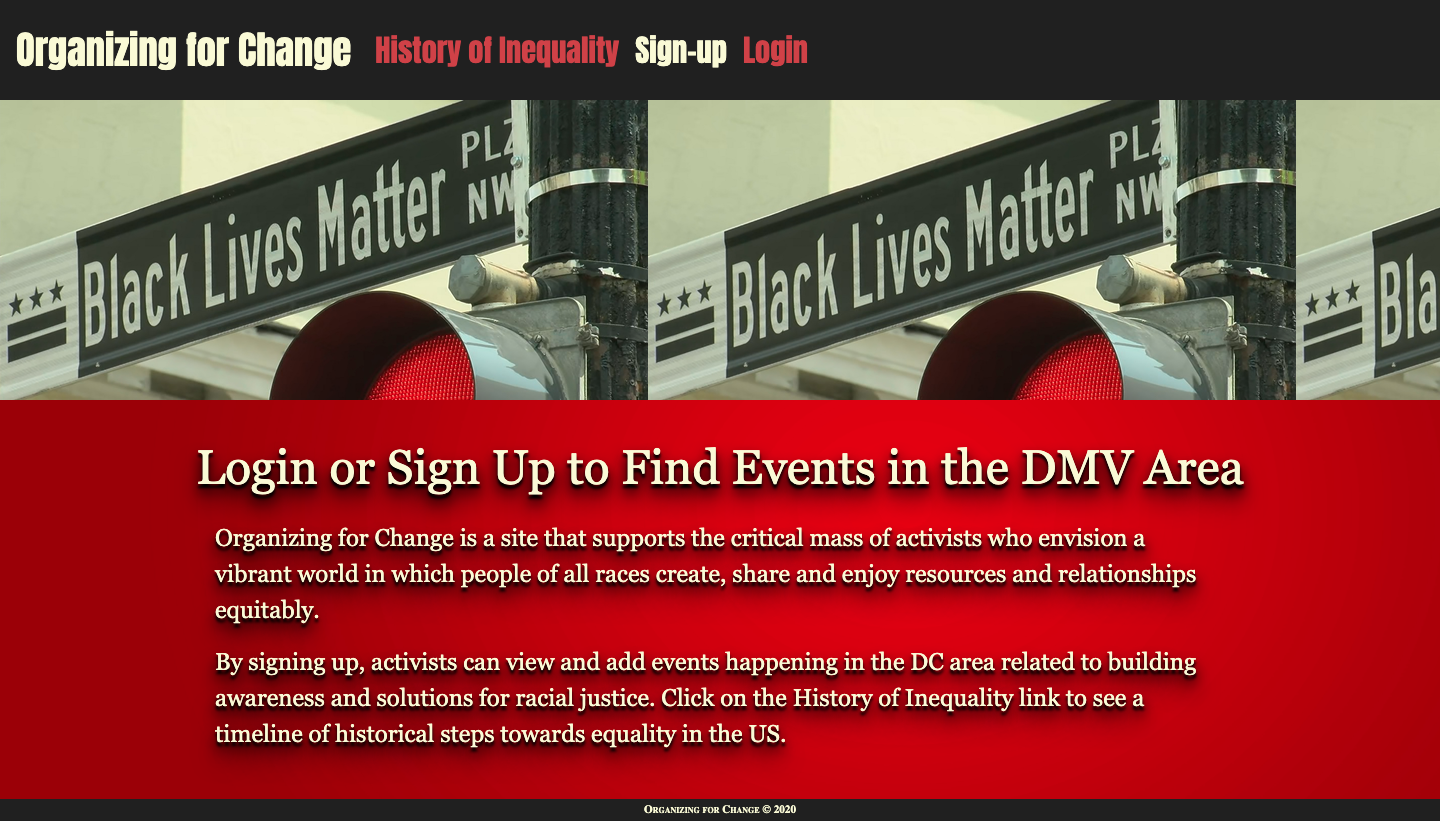 Organizing for Change History of Inequality Sign-up Login
PLZ
Black Lives Matter NW
PLZ
Black Lives Matter NW
Login or Sign Up to Find Events in the DMV Area
Organizing for Change is a site that supports the critical mass of activists who envision a
vibrant world in which people of all races create, share and enjoy resources and relationships
equitably.
By signing up, activists can view and add events happening in the DC area related to building
awareness and solutions for racial justice. Click on the History of Inequality link to see a
timeline of historical steps towards equality in the US.
Organizing for Change © 2020